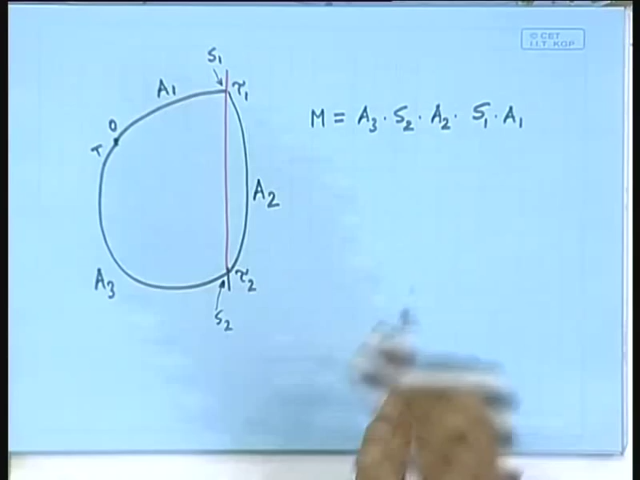 © CET
I.I.T. KGP
S₁
A₁
τ₁
M = A₃ · S₂ · A₂ · S₁ · A₁
0
T
A₂
A₃
τ₂
S₂